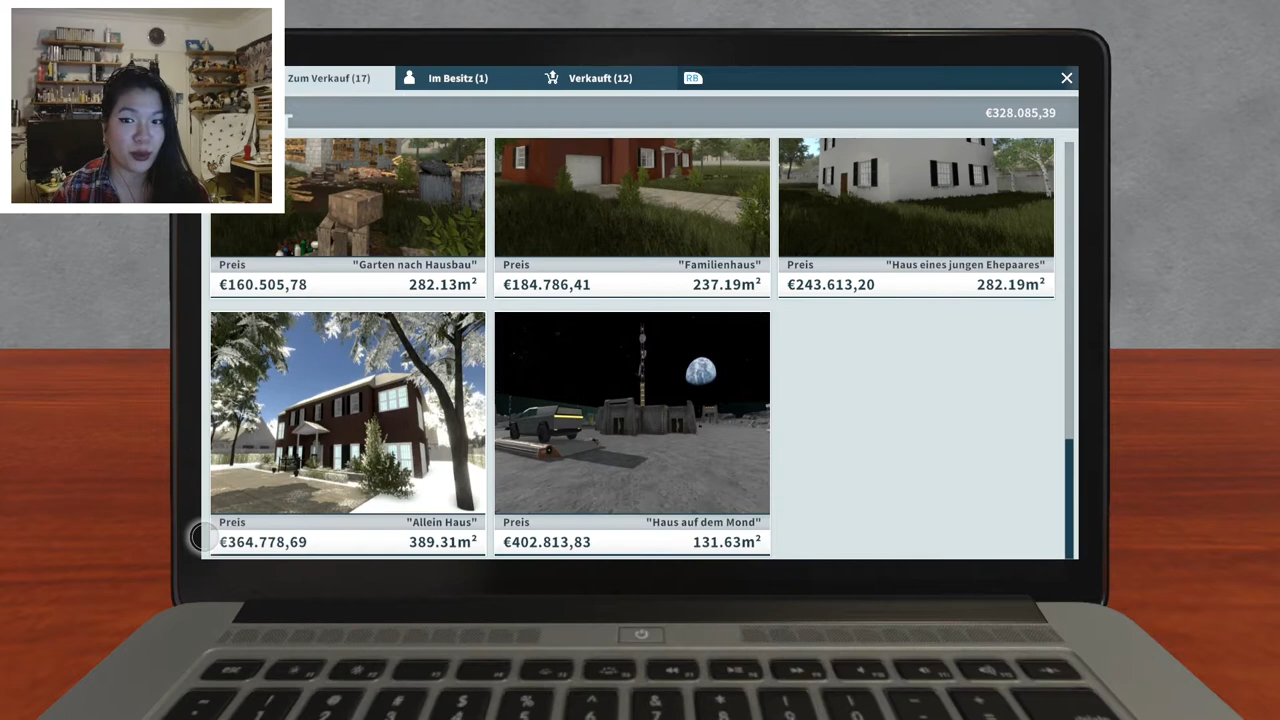 Zum Verkauf (17)
Im Besitz (1)
Verkauft (12)
RB
€328.085,39
Preis "Garten nach Hausbau"
€160.505,78 282.13m²
Preis "Familienhaus"
€184.786,41 237.19m²
Preis "Haus eines jungen Ehepaares"
€243.613,20 282.19m²
Preis "Allein Haus"
€364.778,69 389.31m²
Preis "Haus auf dem Mond"
€402.813,83 131.63m²